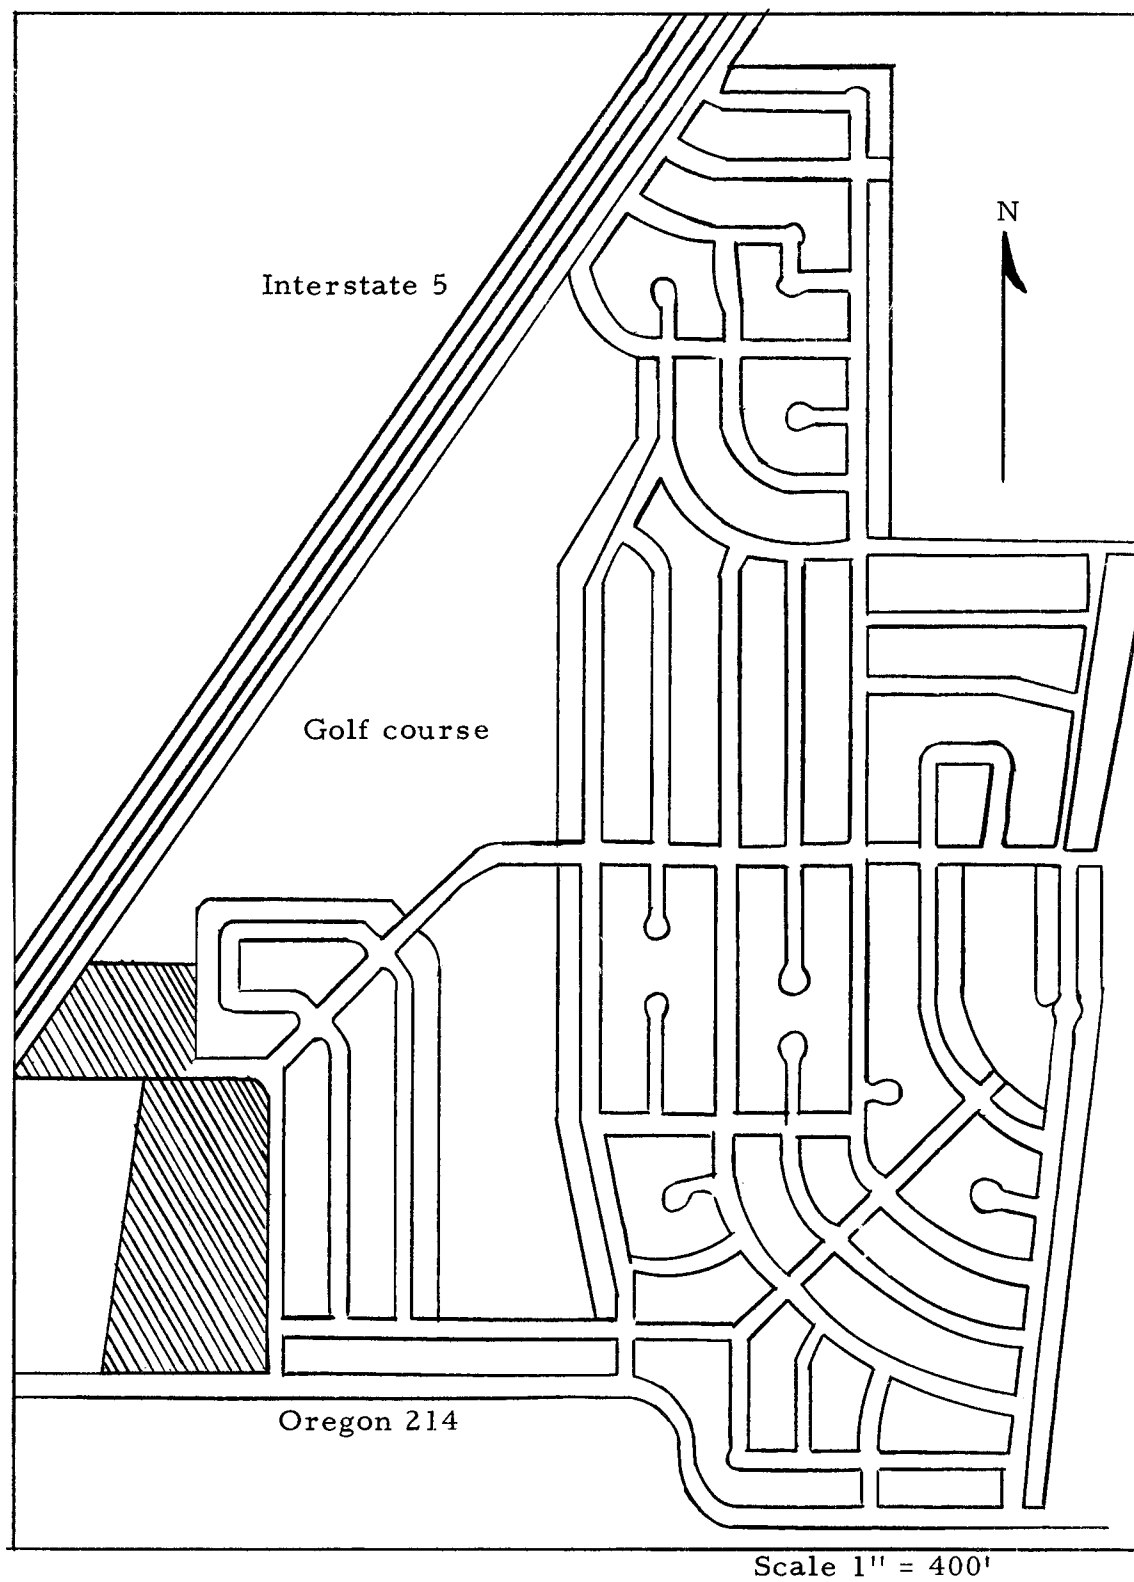 N
Interstate 5
Golf course
Oregon 214
Scale 1" = 400'